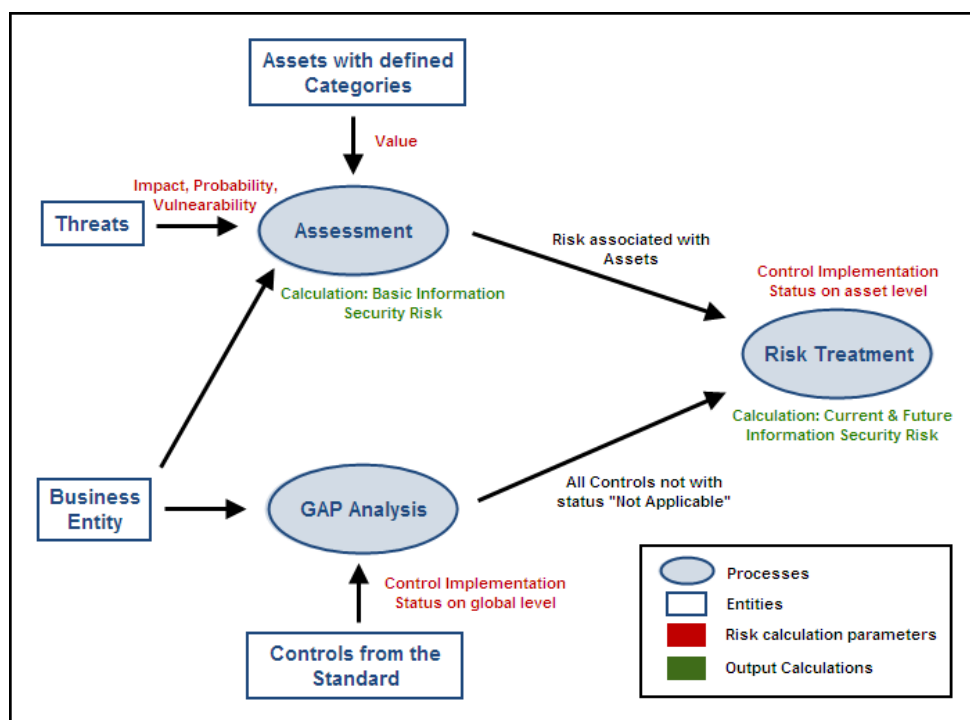 Assets with defined
Categories
Value
Impact, Probability,
Vulnearability
Threats
Assessment
Risk associated with
Assets
Calculation: Basic Information
Security Risk
Control Implementation
Status on asset level
Risk Treatment
Calculation: Current & Future
Information Security Risk
Business
Entity
GAP Analysis
All Controls not with
status "Not Applicable"
Control Implementation
Status on global level
Controls from the
Standard
Processes
Entities
Risk calculation parameters
Output Calculations